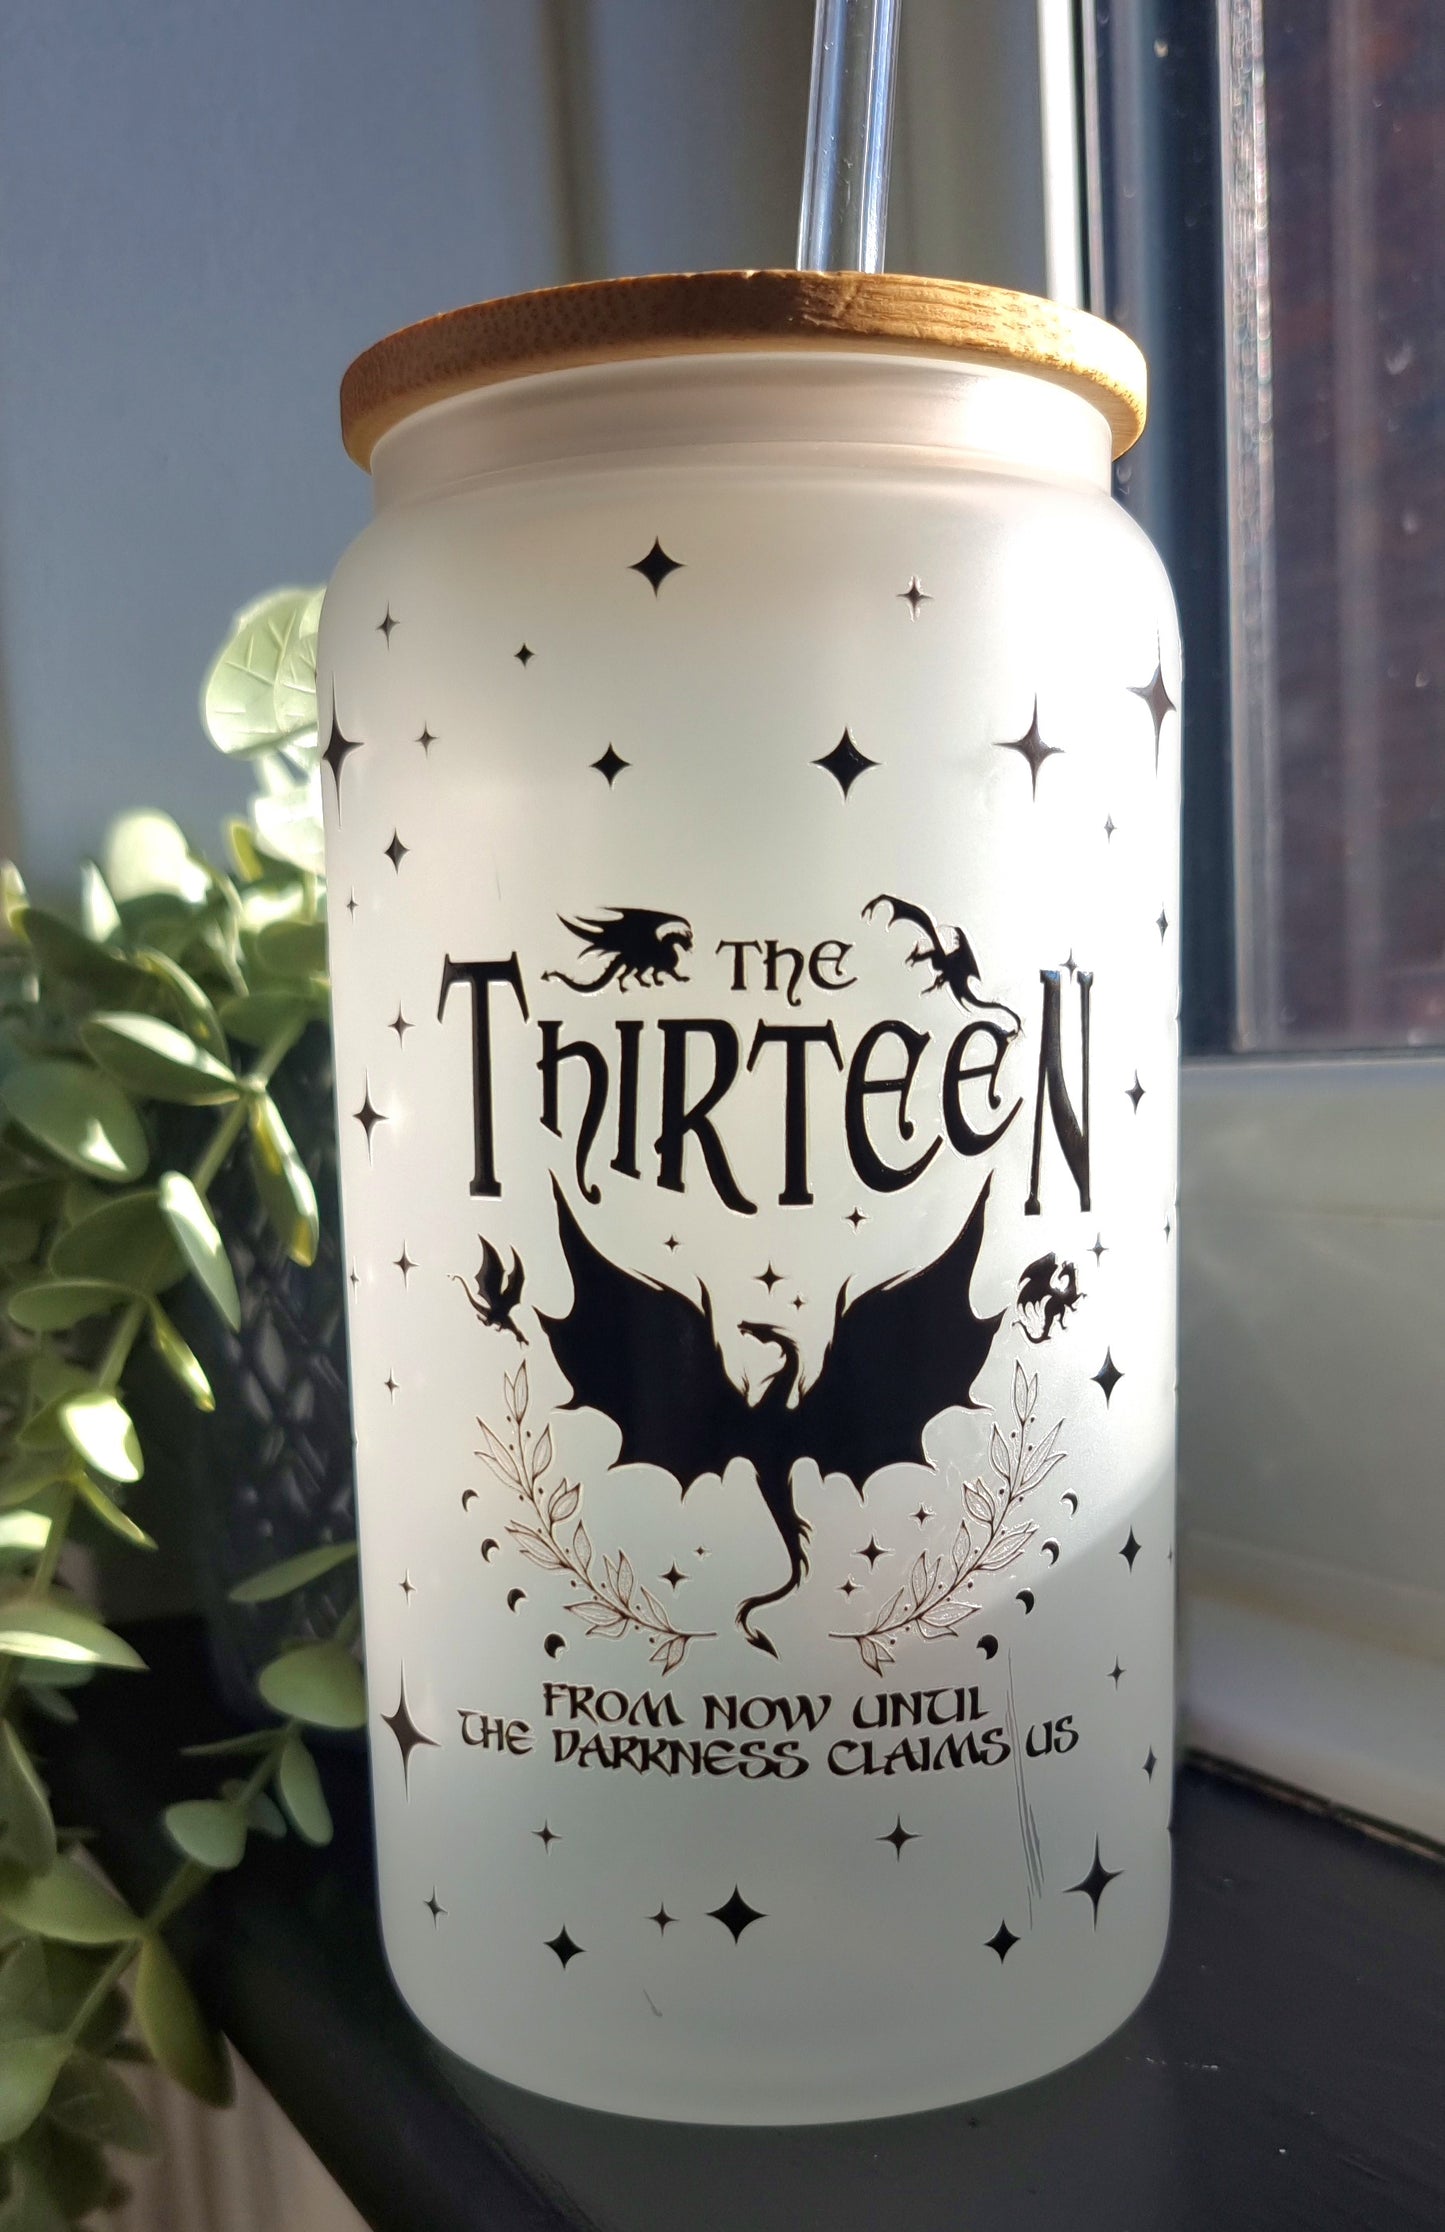 THE
THIRTEEN
FROM NOW UNTIL
THE DARKNESS CLAIMS US